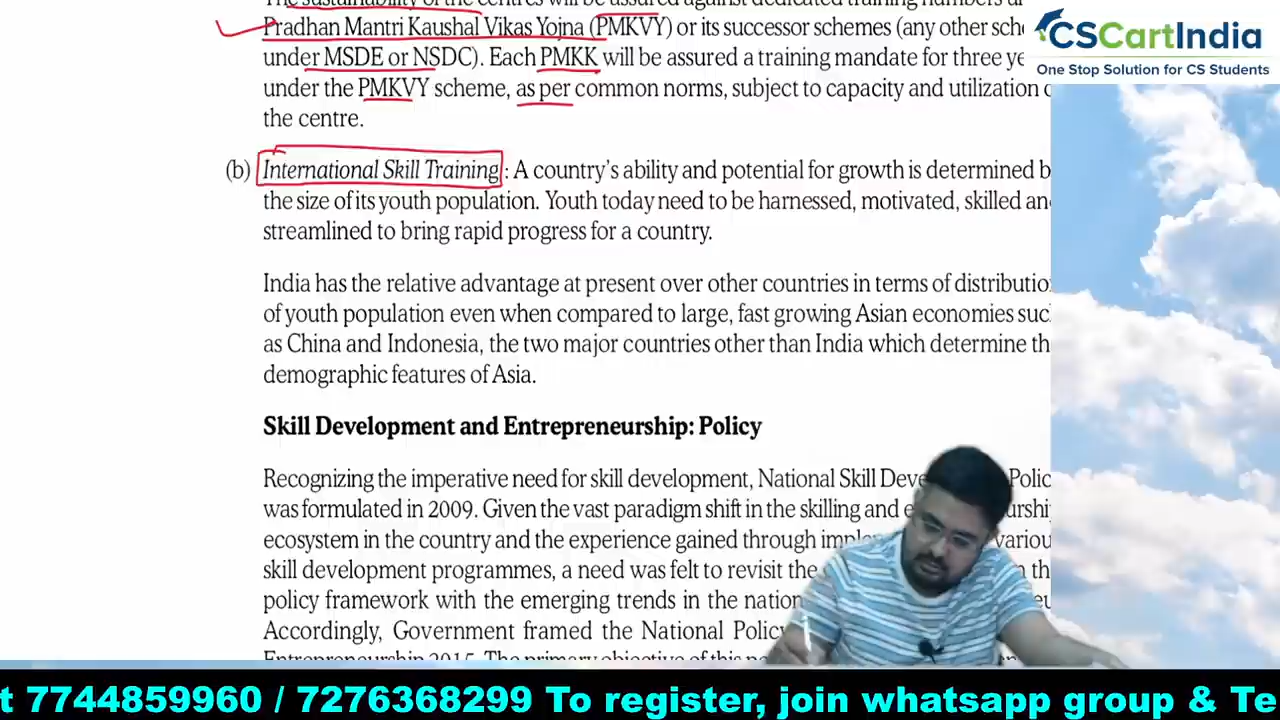 The sustainability of the centres will be assured against dedicated training numbers
Pradhan Mantri Kaushal Vikas Yojna (PMKVY) or its successor schemes (any other
under MSDE or NSDC). Each PMKK will be assured a training mandate for three
under the PMKVY scheme, as per common norms, subject to capacity and utilization
the centre.
(b) International Skill Training : A country's ability and potential for growth is determined
the size of its youth population. Youth today need to be harnessed, motivated, skilled
streamlined to bring rapid progress for a country.
India has the relative advantage at present over other countries in terms of
of youth population even when compared to large, fast growing Asian economies
as China and Indonesia, the two major countries other than India which determine
demographic features of Asia.
Skill Development and Entrepreneurship: Policy
Recognizing the imperative need for skill development, National Skill
was formulated in 2009. Given the vast paradigm shift in the skilling and
ecosystem in the country and the experience gained through
skill development programmes, a need was felt to revisit the
policy framework with the emerging trends in the
Accordingly, Government framed the National Policy
Entrepreneurship 2015. The primary objective of this
CSCartIndia
One Stop Solution for CS Students
t 7744859960 / 7276368299 To register, join whatsapp group & Te